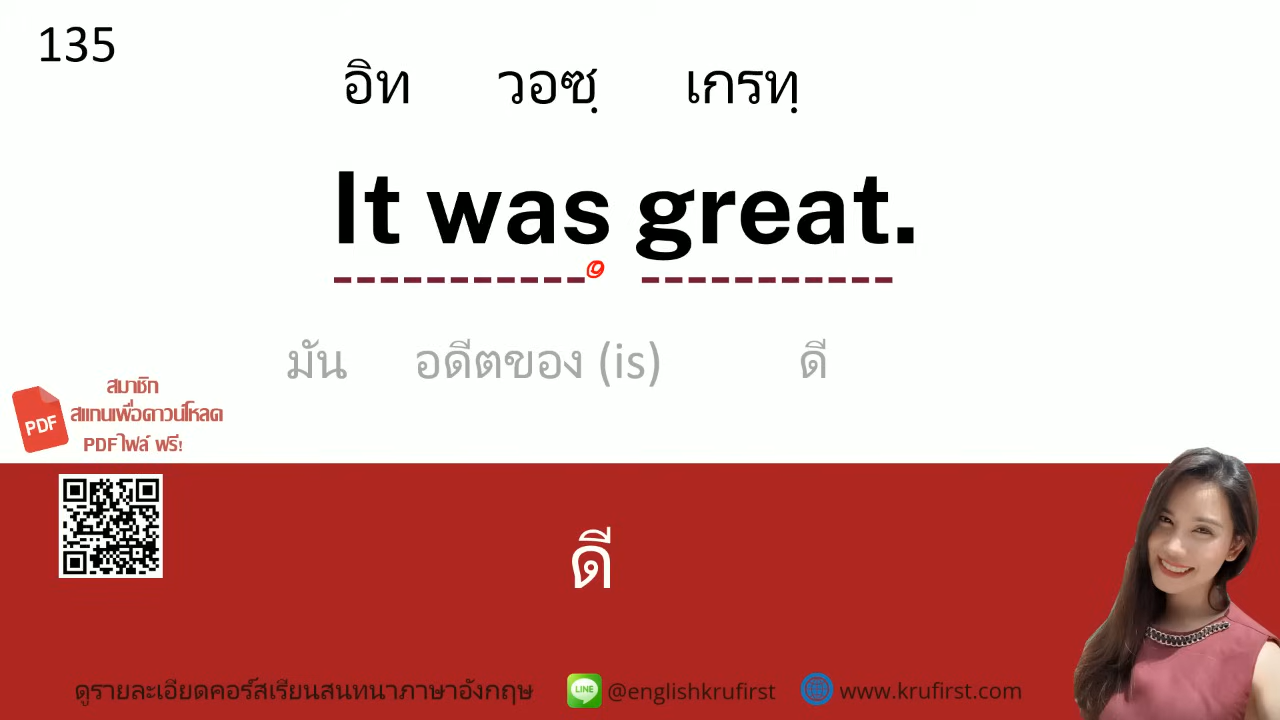 135
อิท วอซฺ เกรทฺ
It was great.
มัน อดีตของ (is) ดี
สมาชิก
สแกนเพื่อดาวน์โหลด
PDF ไฟล์ ฟรี!
PDF
ดี
ดูรายละเอียดคอร์สเรียนสนทนาภาษาอังกฤษ LINE @englishkrufirst www.krufirst.com